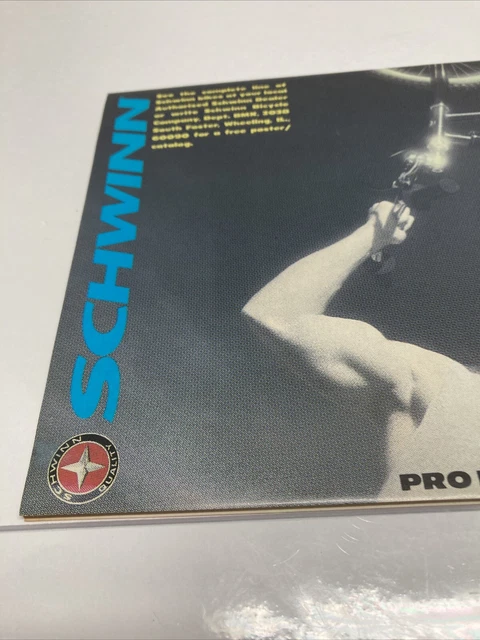 SCHWINN
See the complete line of
Schwinn bikes at your local
Authorized Schwinn Dealer
or write Schwinn Bicycle
Company, Dept. BMX, 2020
South Foster, Wheeling, IL.,
60090 for a free poster/
catalog.
SCHWINN
QUALITY
PRO